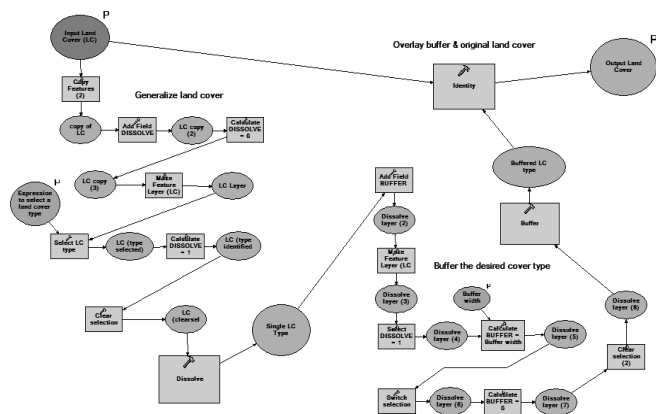 P
Input Land
Cover (LC)
Overlay buffer & original land cover
P
Output Land
Cover
Identity
Copy
Features
(2)
Generalize land cover
copy of
LC
Add Field
DISSOLVE
LC copy
(2)
Calculate
DISSOLVE
= 0
LC copy
(3)
Make
Feature
Layer (LC)
LC Layer
Add Field
BUFFER
Buffered LC
type
P
Expression
to select a
land cover
type
Dissolve
layer (2)
Buffer
Select LC
type
LC (type
selected)
Calculate
DISSOLVE
= 1
LC (type
identified
Make
Feature
Layer (LC
Buffer the desired cover type
Dissolve
layer (3)
Buffer
width
P
Dissolve
layer (8)
Clear
selection
LC
(clearsel
Single LC
Type
Select
DISSOLVE
= 1
Dissolve
layer (4)
Calculate
BUFFER =
Buffer width
Dissolve
layer (5)
Clear
selection
(2)
Dissolve
Switch
selection
Dissolve
layer (6)
Calculate
BUFFER =
0
Dissolve
layer (7)